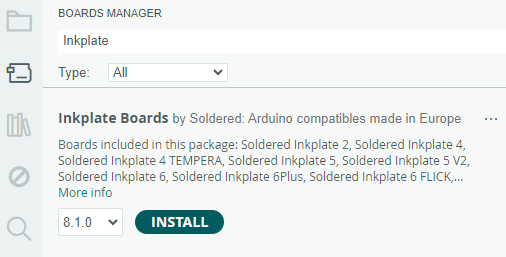 BOARDS MANAGER
Inkplate
Type: All
Inkplate Boards by Soldered: Arduino compatibles made in Europe ...
Boards included in this package: Soldered Inkplate 2, Soldered Inkplate 4,
Soldered Inkplate 4 TEMPERA, Soldered Inkplate 5, Soldered Inkplate 5 V2,
Soldered Inkplate 6, Soldered Inkplate 6Plus, Soldered Inkplate 6 FLICK,...
More info
8.1.0 INSTALL